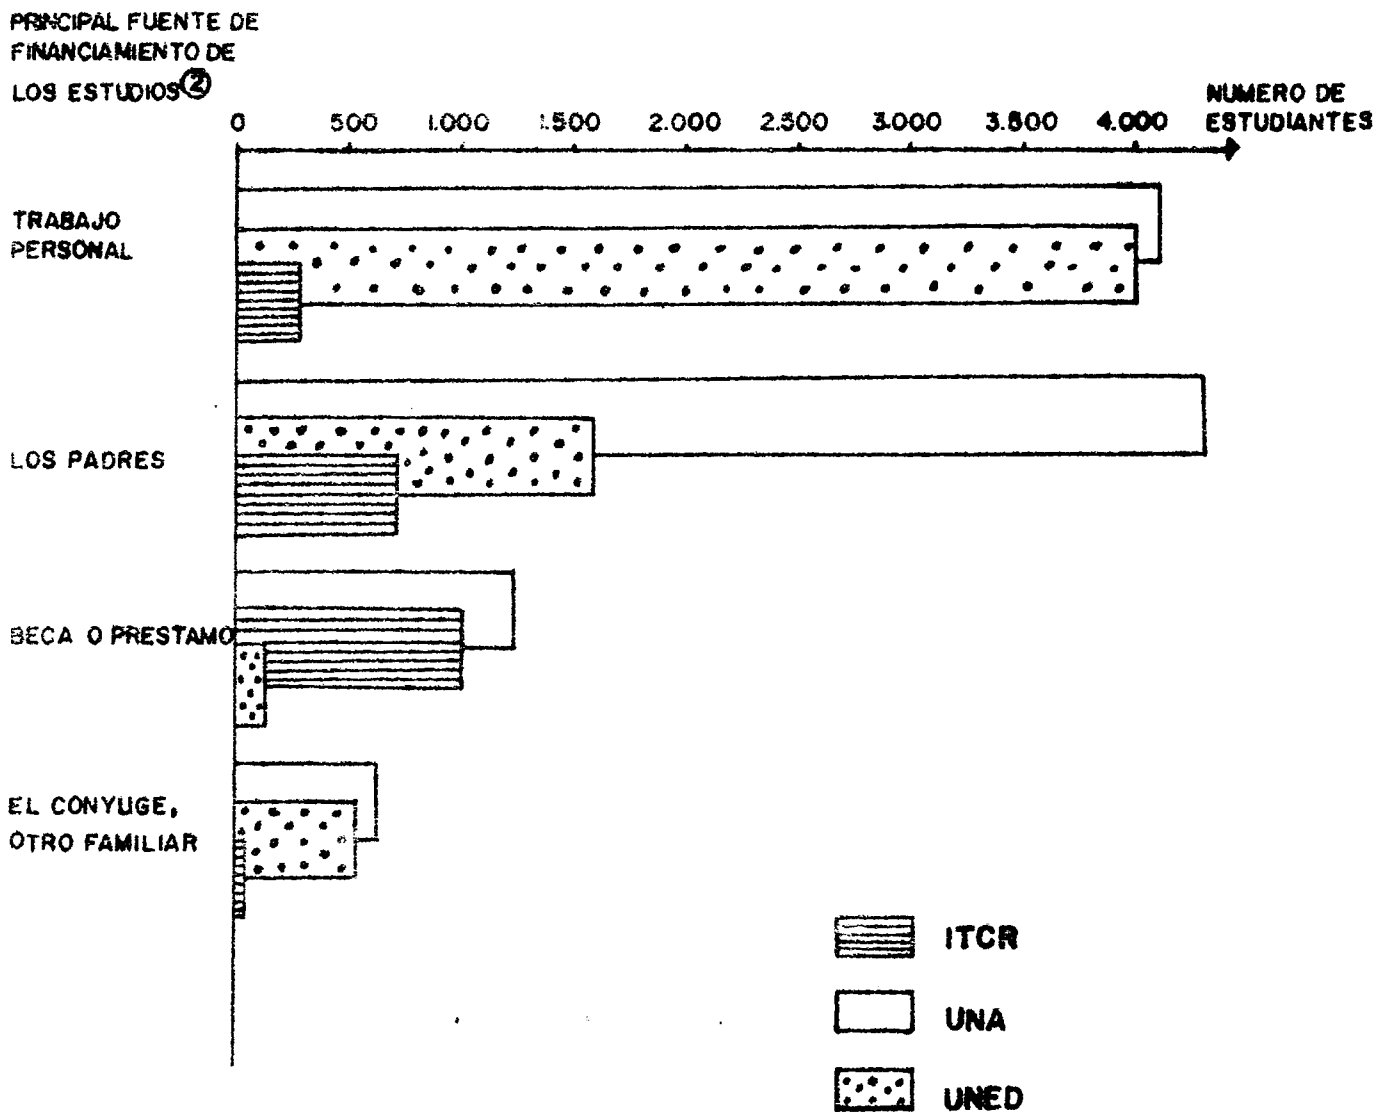 PRINCIPAL FUENTE DE
FINANCIAMIENTO DE
LOS ESTUDIOS②
NUMERO DE
ESTUDIANTES
0 500 1.000 1.500 2.000 2.500 3.000 3.500 4.000
TRABAJO
PERSONAL
LOS PADRES
BECA O PRESTAMO
EL CONYUGE,
OTRO FAMILIAR
ITCR
UNA
UNED